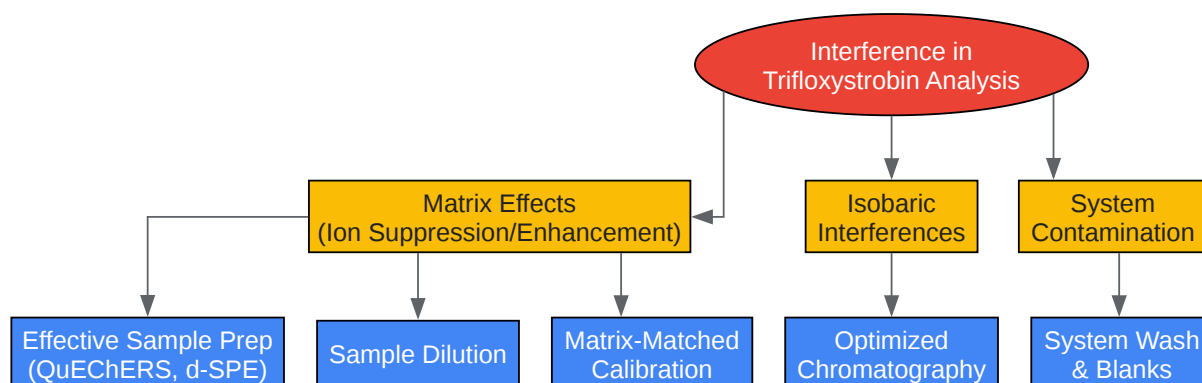 Interference in
Trifloxystrobin Analysis
Matrix Effects
(Ion Suppression/Enhancement)
Isobaric
Interferences
System
Contamination
Effective Sample Prep
(QuEChERS, d-SPE)
Sample Dilution
Matrix-Matched
Calibration
Optimized
Chromatography
System Wash
& Blanks